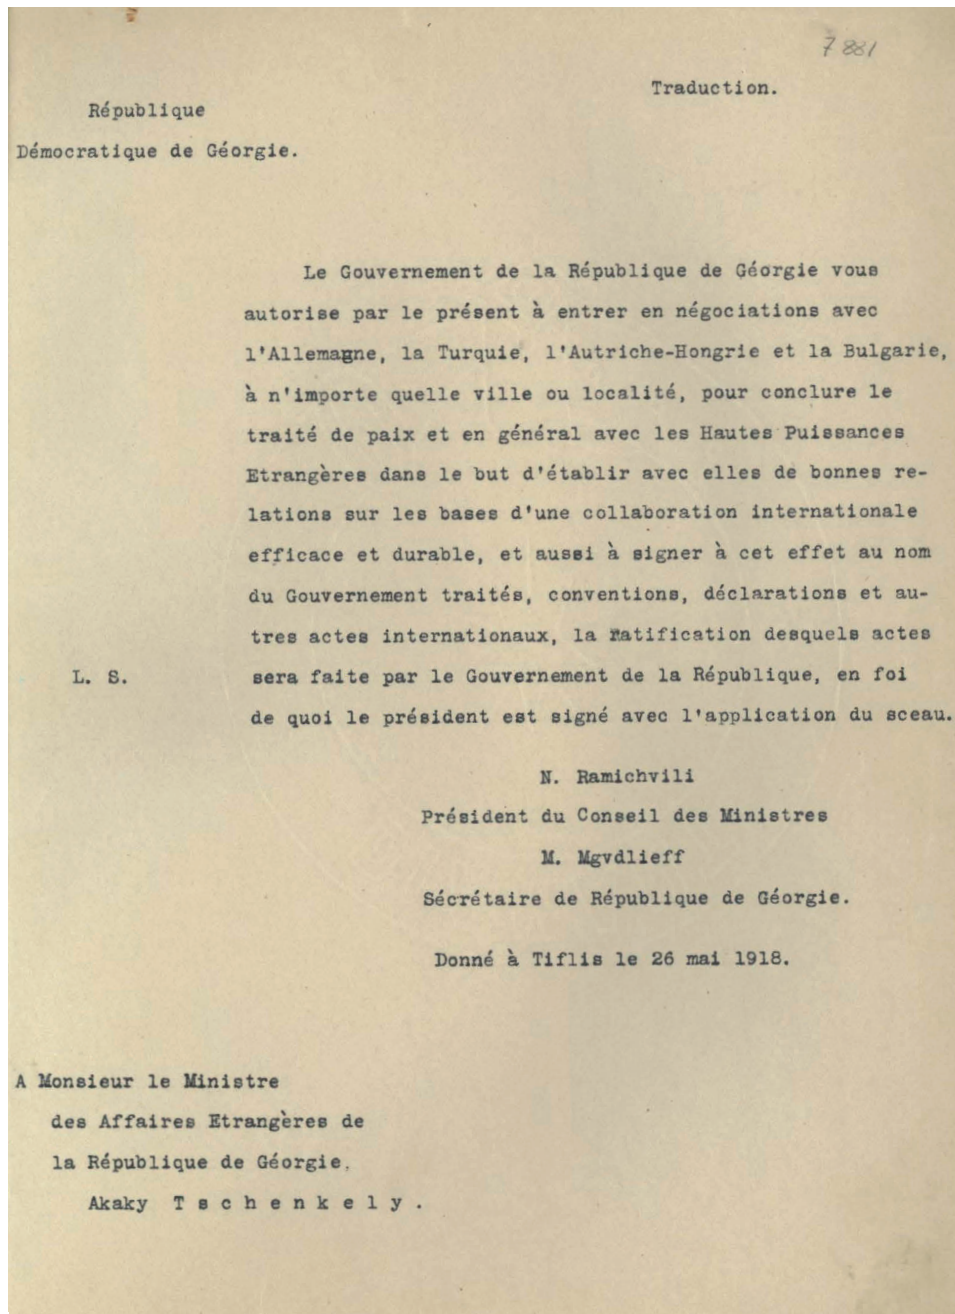 7 881
Traduction.
République
Démocratique de Géorgie.
Le Gouvernement de la République de Géorgie vous
autorise par le présent à entrer en négociations avec
l'Allemagne, la Turquie, l'Autriche-Hongrie et la Bulgarie,
à n'importe quelle ville ou localité, pour conclure le
traité de paix et en général avec les Hautes Puissances
Etrangères dans le but d'établir avec elles de bonnes re-
lations sur les bases d'une collaboration internationale
efficace et durable, et aussi à signer à cet effet au nom
du Gouvernement traités, conventions, déclarations et au-
tres actes internationaux, la ratification desquels actes
L. S. sera faite par le Gouvernement de la République, en foi
de quoi le président est signé avec l'application du sceau.
N. Ramichvili
Président du Conseil des Ministres
M. Mgvdlieff
Sécrétaire de République de Géorgie.
Donné à Tiflis le 26 mai 1918.
A Monsieur le Ministre
des Affaires Etrangères de
la République de Géorgie,
Akaky Tschenkely.